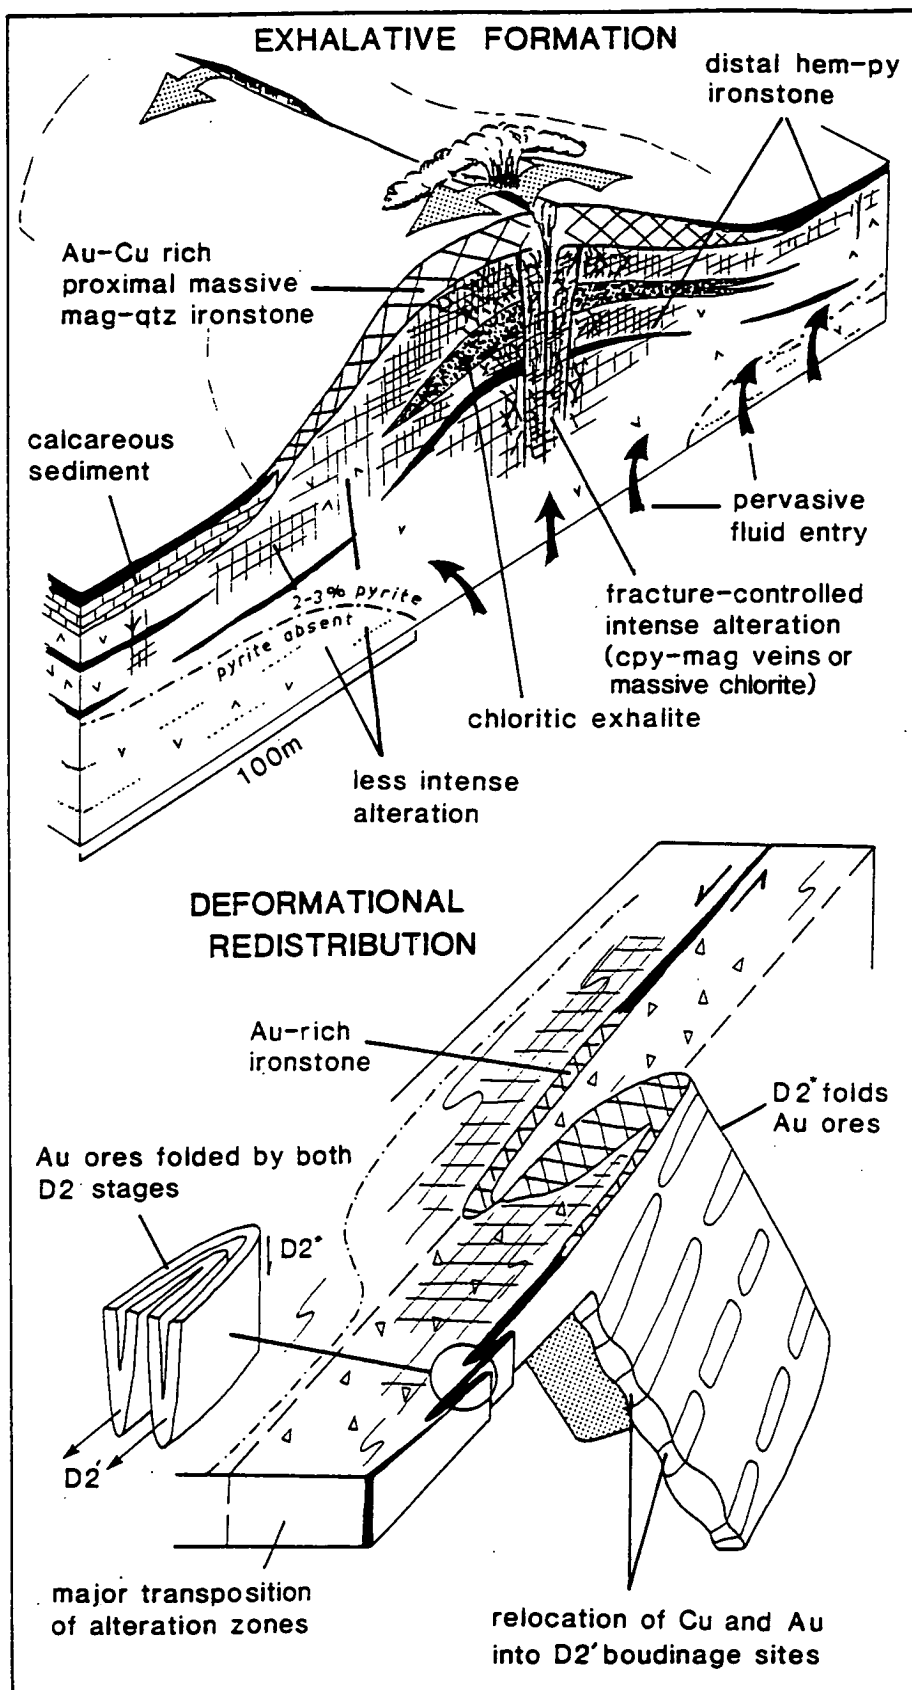 EXHALATIVE FORMATION
distal hem-py
ironstone
Au-Cu rich
proximal massive
mag-qtz ironstone
calcareous
sediment
pervasive
fluid entry
2-3% pyrite
pyrite absent
fracture-controlled
intense alteration
(cpy-mag veins or
massive chlorite)
chloritic exhalite
100m
less intense
alteration
DEFORMATIONAL
REDISTRIBUTION
Au-rich
ironstone
D2* folds
Au ores
Au ores folded by both
D2 stages
D2*
D2'
major transposition
of alteration zones
relocation of Cu and Au
into D2' boudinage sites